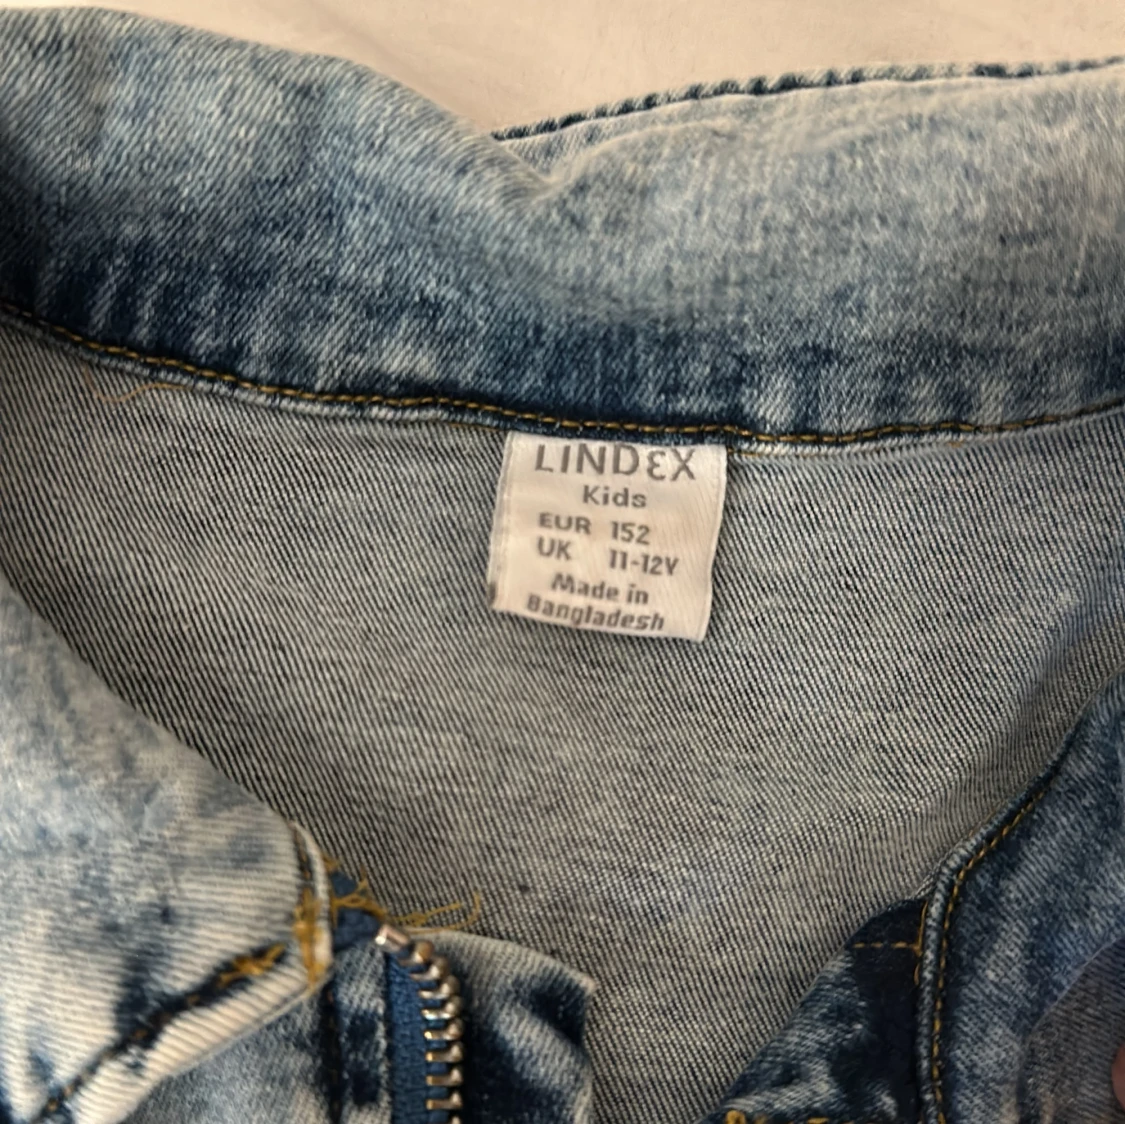 LINDEX
Kids
EUR 152
UK 11-12Y
Made in
Bangladesh